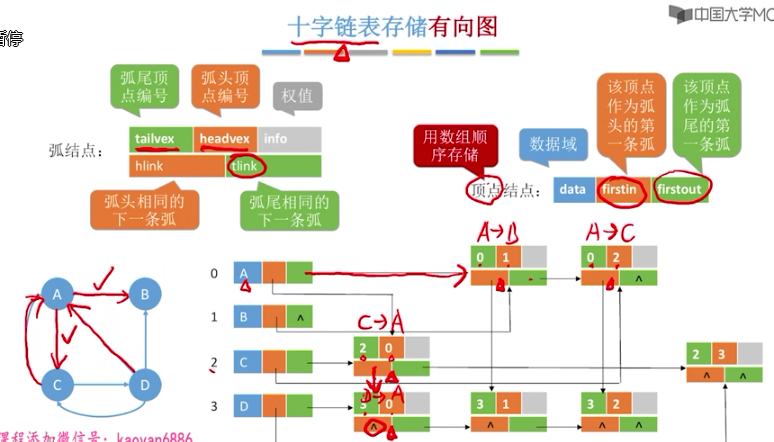 十字链表存储有向图
中国大学MO
暂停
弧尾顶点编号
弧头顶点编号
权值
弧结点：
tailvex headvex info
hlink tlink
弧头相同的下一条弧
弧尾相同的下一条弧
用数组顺序存储
数据域
该顶点作为弧头的第一条弧
该顶点作为弧尾的第一条弧
顶点结点：
data firstin firstout
A→B A→C
0 1
0 2
0 A ^
1 B ^
C→A
2 0
2 C
2 3
^ ^
D→A
3 D
3 0
^
3 1
3 2
^ ^
A B
C D
课程添加微信号：kaoyan6886